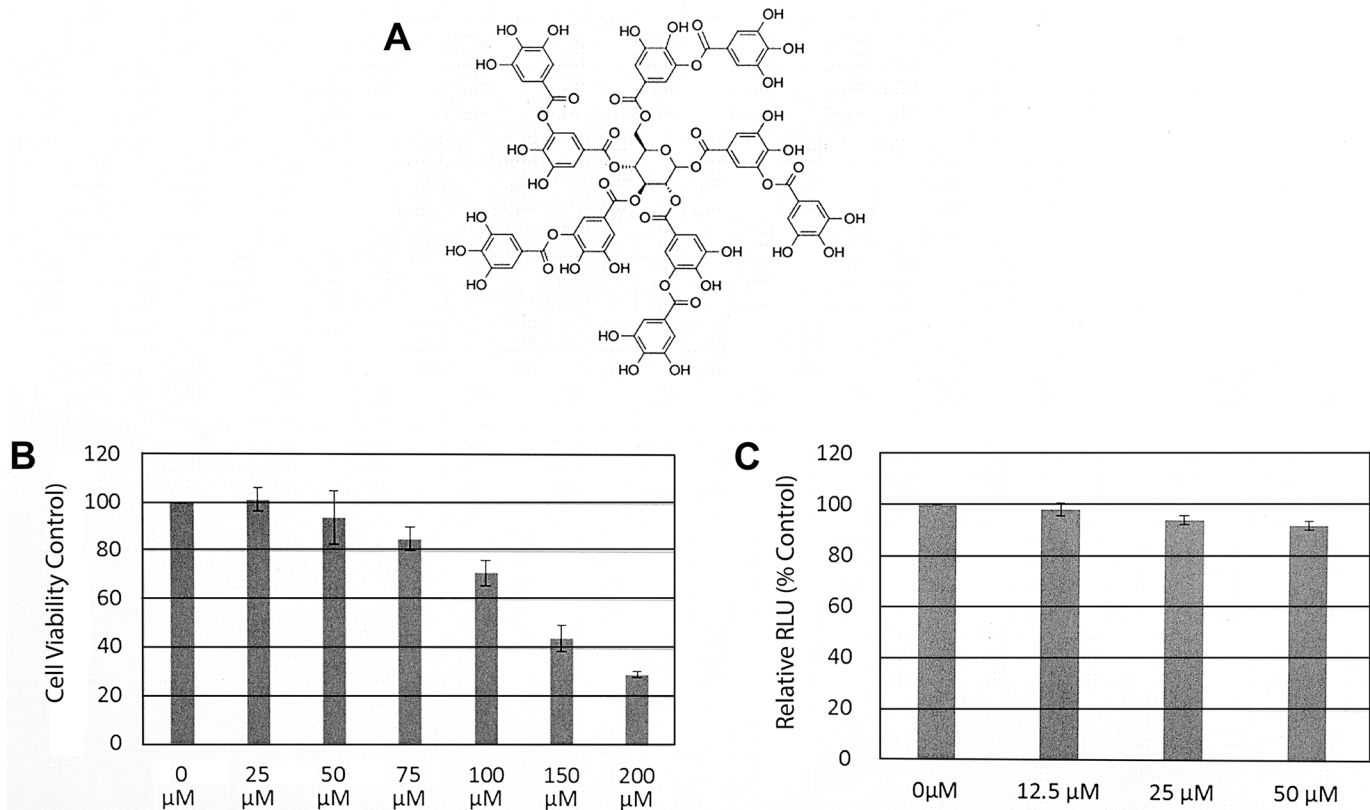 A
OH
OH OH
HO OH O OH
HO O OH
O OH
O O
O O OH
O O O OH
HO O O O O
HO O O O O
OH O O
OH O O OH
HO O O OH HO OH
HO O HO OH OH OH
HO O OH
O O
HO
HO OH
B
120
100
80
60
40
20
0
Cell Viability Control)
0 25 50 75 100 150 200
µM µM µM µM µM µM µM
C
120
100
80
60
40
20
0
Relative RLU (% Control)
0µM 12.5 µM 25 µM 50 µM